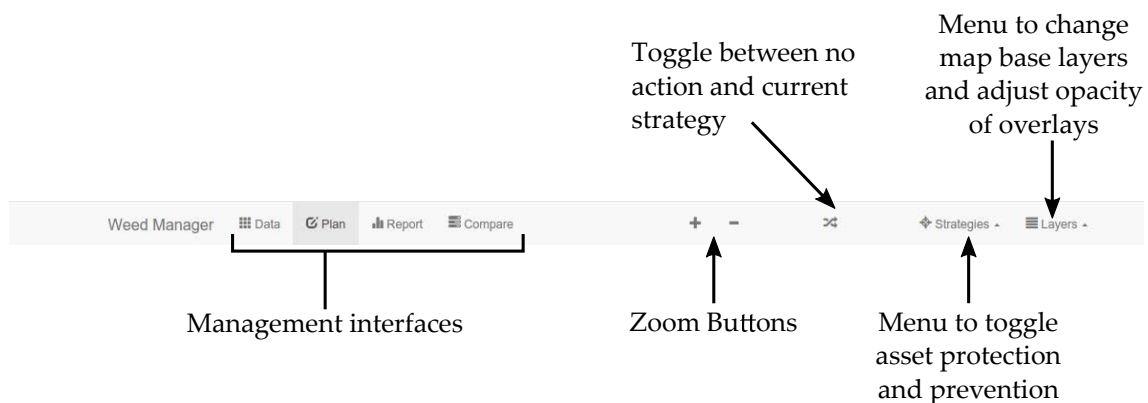 Menu to change
map base layers
and adjust opacity
of overlays
Toggle between no
action and current
strategy
Weed Manager Data Plan Report Compare + − Strategies Layers
Management interfaces
Zoom Buttons
Menu to toggle
asset protection
and prevention